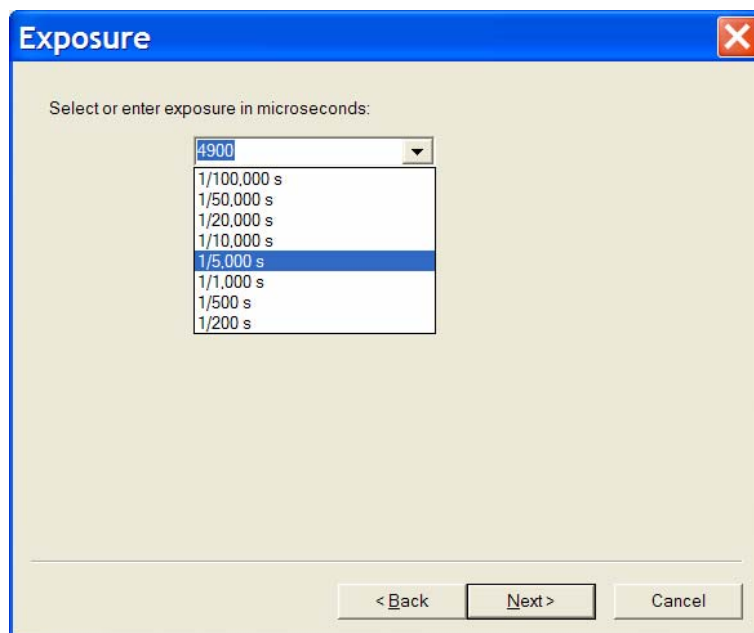 Exposure
Select or enter exposure in microseconds:
4900
1/100,000 s
1/50,000 s
1/20,000 s
1/10,000 s
1/5,000 s
1/1,000 s
1/500 s
1/200 s
< Back Next > Cancel